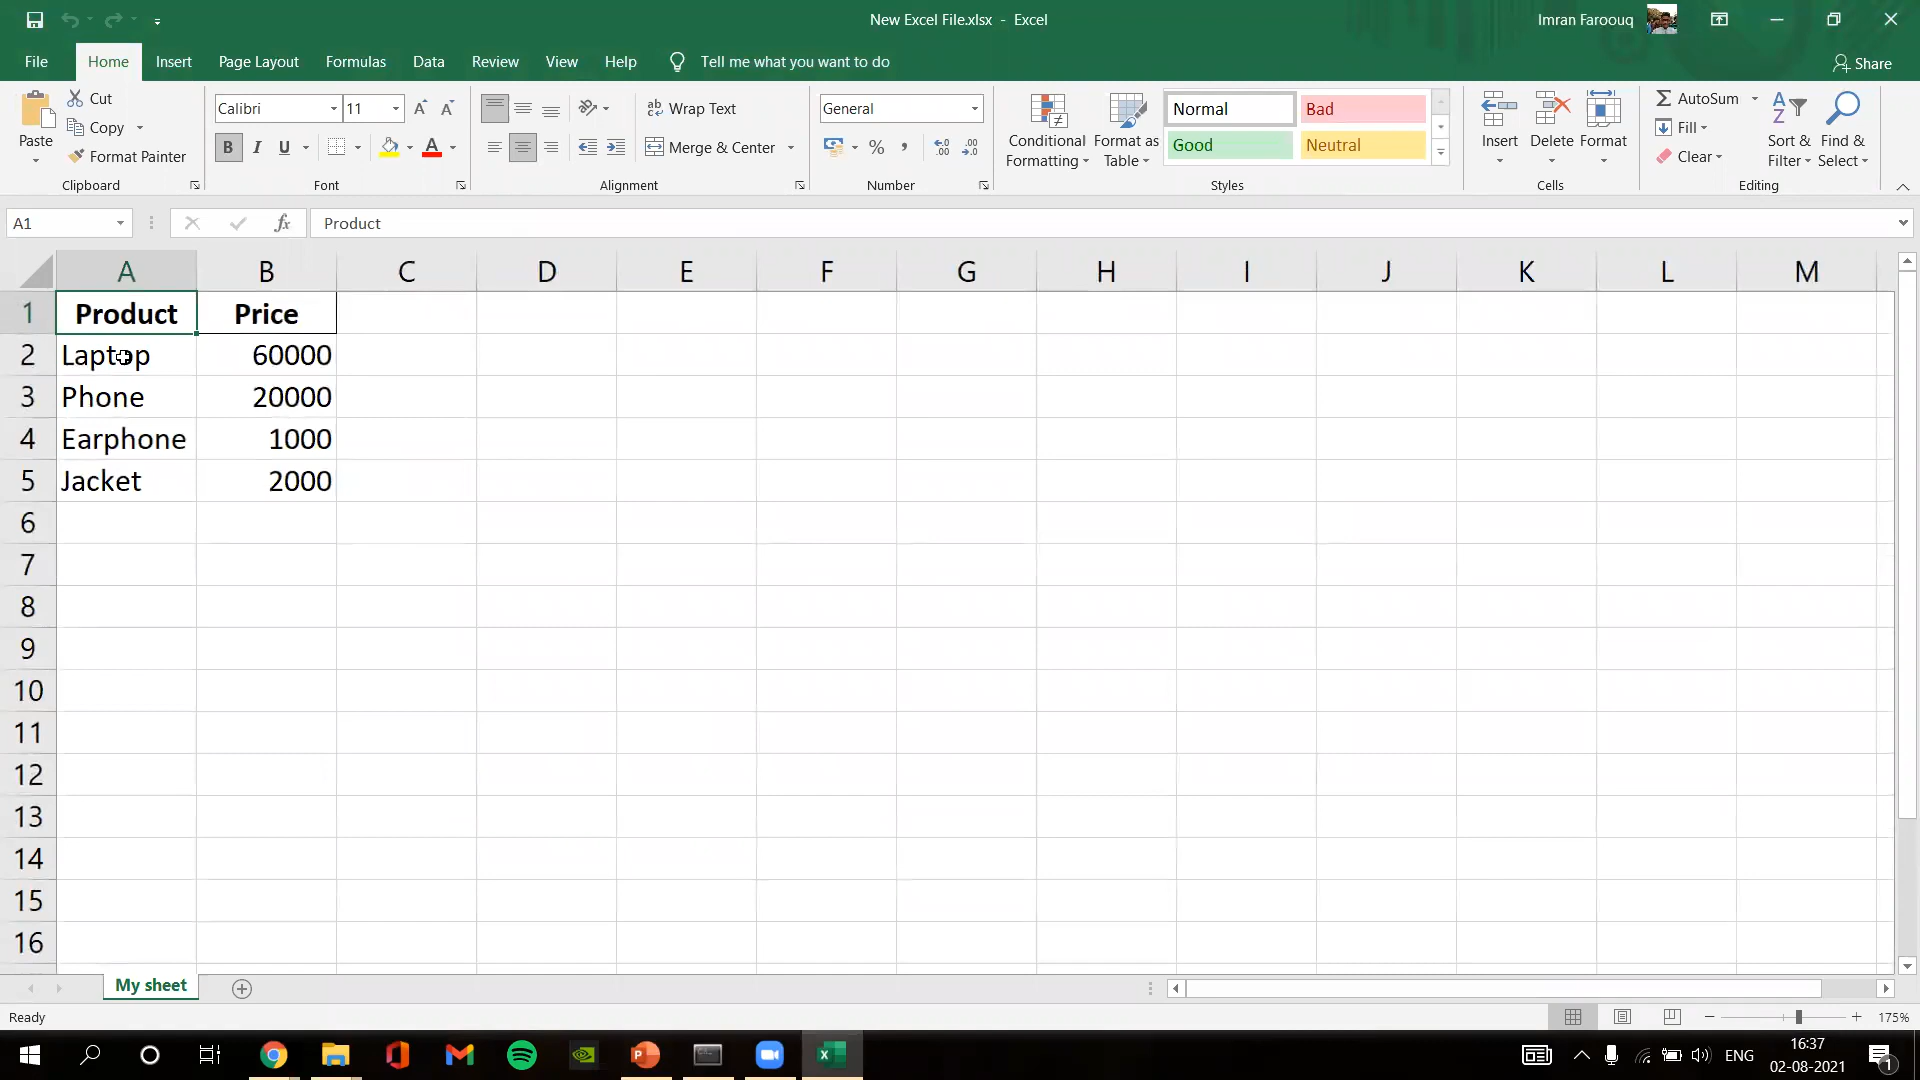 New Excel File.xlsx - Excel
Imran Farouq
File Home Insert Page Layout Formulas Data Review View Help Tell me what you want to do Share
Paste
Cut
Copy
Format Painter
Clipboard
Calibri 11
B I U
Font
Wrap Text
Merge & Center
Alignment
General
Number
Conditional Formatting
Format as Table
Normal Bad
Good Neutral
Styles
Insert Delete Format
Cells
AutoSum
Fill
Clear
Sort & Filter
Find & Select
Editing
A1 fx Product
A B C D E F G H I J K L M
1 Product Price
2 Laptop 60000
3 Phone 20000
4 Earphone 1000
5 Jacket 2000
6
7
8
9
10
11
12
13
14
15
16
My sheet
Ready 175%
ENG 16:37
02-08-2021 1